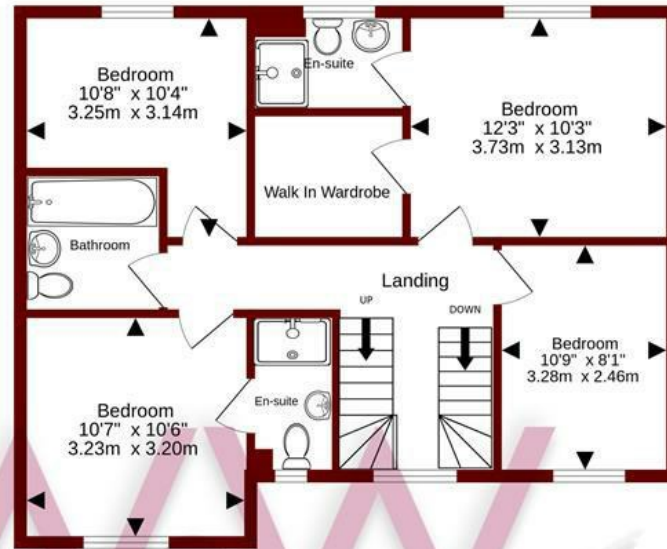 Bedroom
10'8" x 10'4"
3.25m x 3.14m
En-suite
Bedroom
12'3" x 10'3"
3.73m x 3.13m
Walk In Wardrobe
Bathroom
Landing
UP
DOWN
Bedroom
10'9" x 8'1"
3.28m x 2.46m
Bedroom
10'7" x 10'6"
3.23m x 3.20m
En-suite